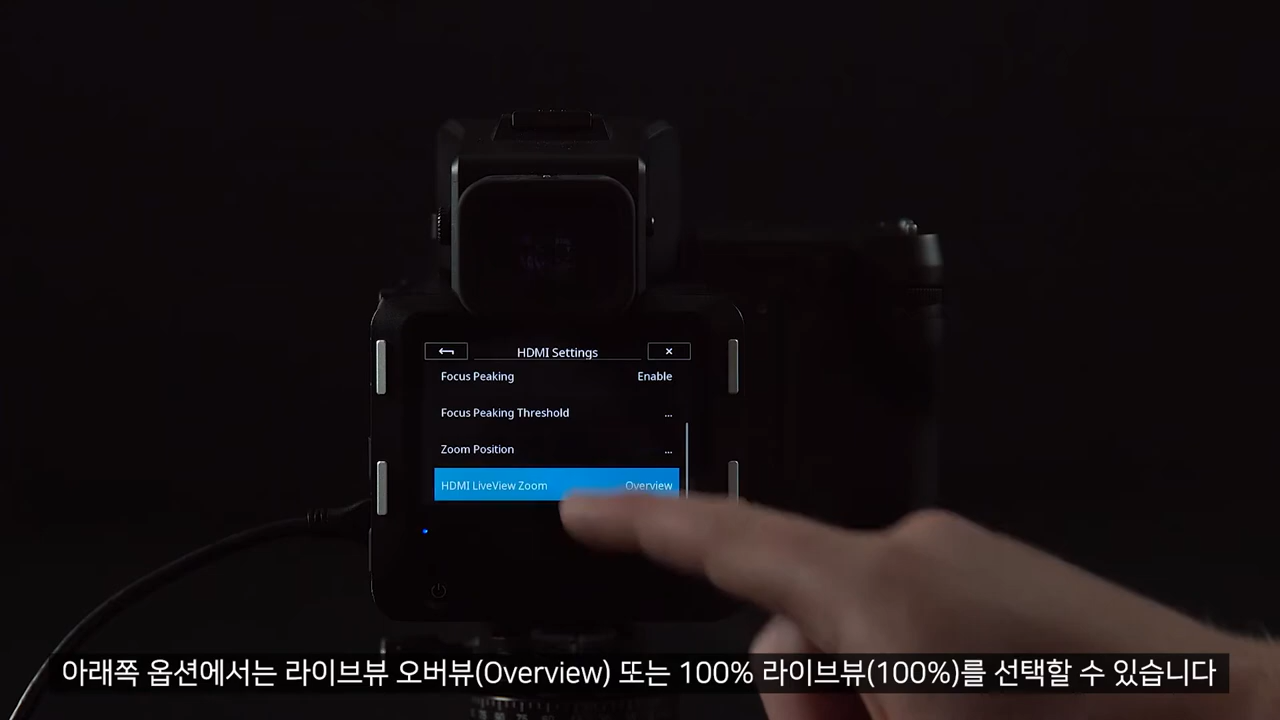 HDMI Settings
Focus Peaking Enable
Focus Peaking Threshold ...
Zoom Position ...
HDMI LiveView Zoom Overview
아래쪽 옵션에서는 라이브뷰 오버뷰(Overview) 또는 100% 라이브뷰(100%)를 선택할 수 있습니다